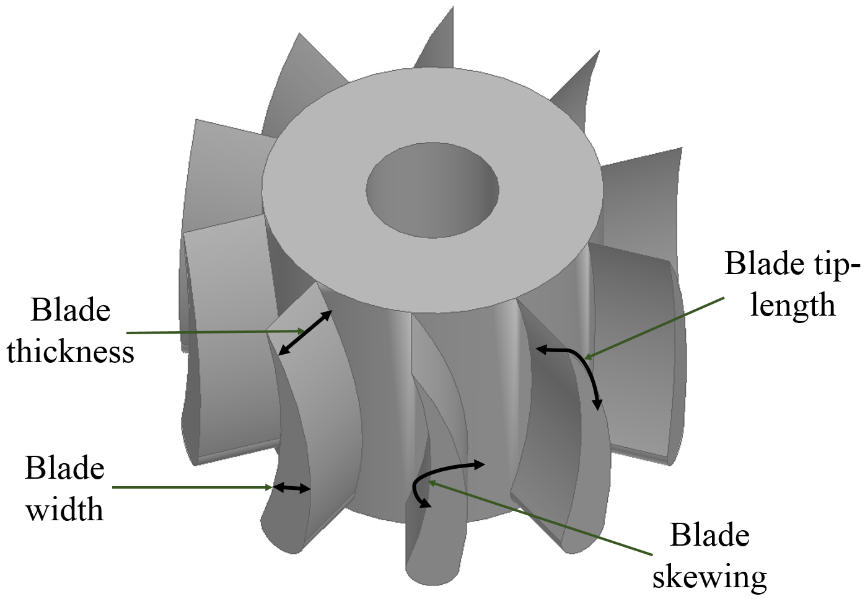 Blade tip-
length
Blade
thickness
Blade
width
Blade
skewing